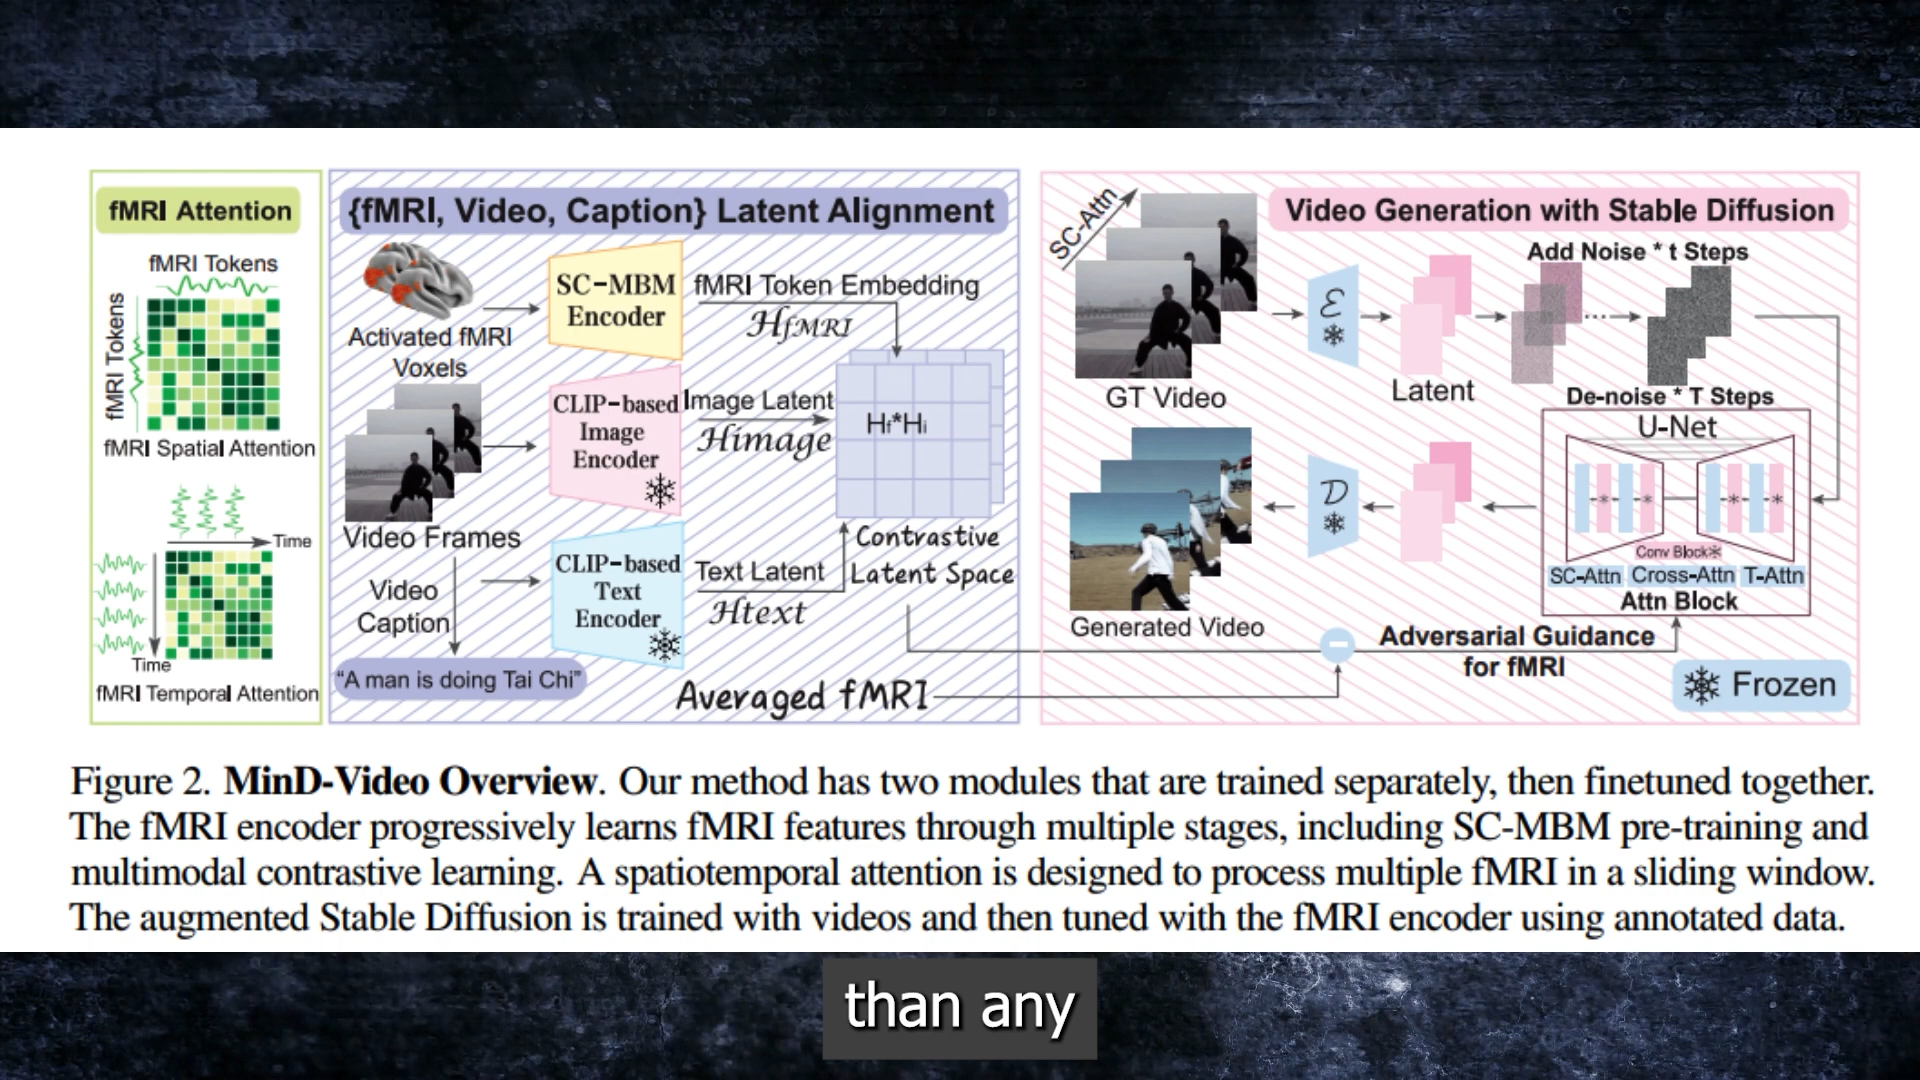 fMRI Attention
fMRI Tokens
fMRI Tokens
fMRI Spatial Attention
Time
Time
fMRI Temporal Attention
{fMRI, Video, Caption} Latent Alignment
Activated fMRI
Voxels
SC-MBM
Encoder
fMRI Token Embedding
HfMRI
Video Frames
CLIP-based
Image
Encoder
Image Latent
Himage
Hf*Hi
Contrastive
Latent Space
Video
Caption
CLIP-based
Text
Encoder
Text Latent
Htext
"A man is doing Tai Chi"
Averaged fMRI
Video Generation with Stable Diffusion
SC-Attn
GT Video
ℰ
Latent
Add Noise * t Steps
De-noise * T Steps
U-Net
Conv Block
SC-Attn Cross-Attn T-Attn
Attn Block
𝒟
Generated Video
Adversarial Guidance
for fMRI
Frozen
Figure 2. MinD-Video Overview. Our method has two modules that are trained separately, then finetuned together.
The fMRI encoder progressively learns fMRI features through multiple stages, including SC-MBM pre-training and
multimodal contrastive learning. A spatiotemporal attention is designed to process multiple fMRI in a sliding window.
The augmented Stable Diffusion is trained with videos and then tuned with the fMRI encoder using annotated data.
than any